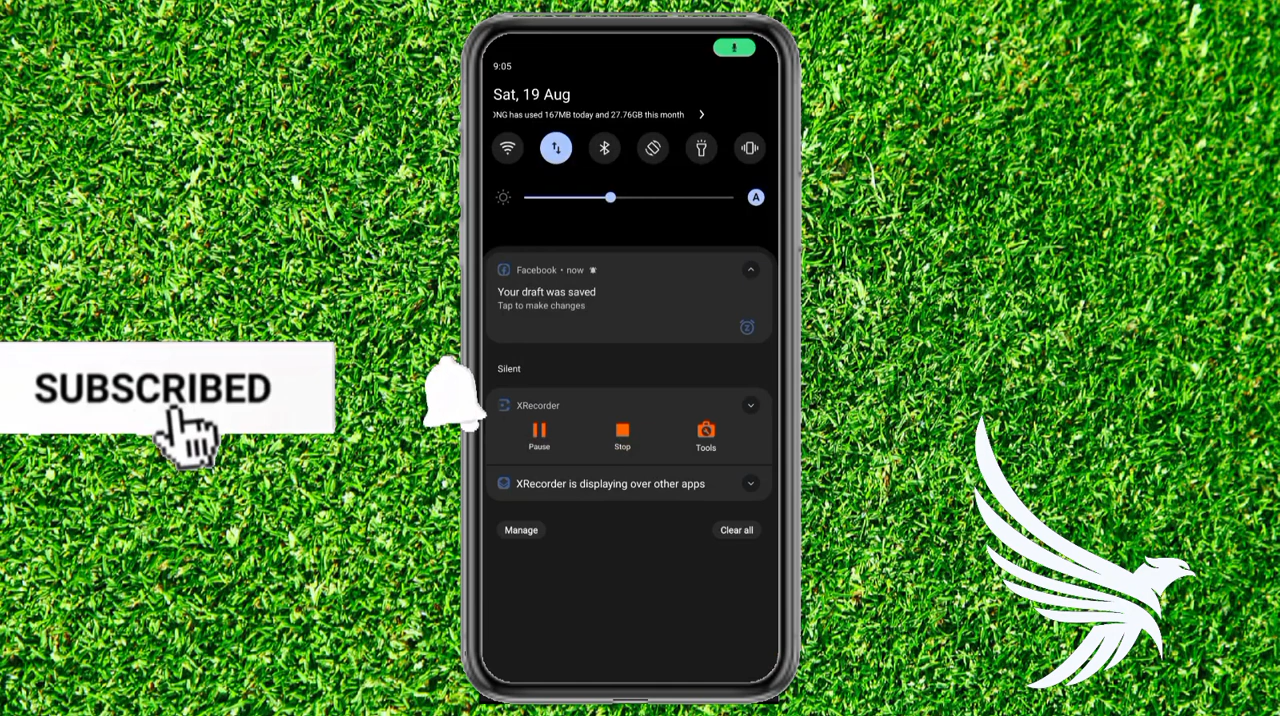 9:05
Sat, 19 Aug
NG has used 167MB today and 27.76GB this month
A
Facebook • now
Your draft was saved
Tap to make changes
Silent
SUBSCRIBED
XRecorder
Pause
Stop
Tools
XRecorder is displaying over other apps
Manage
Clear all